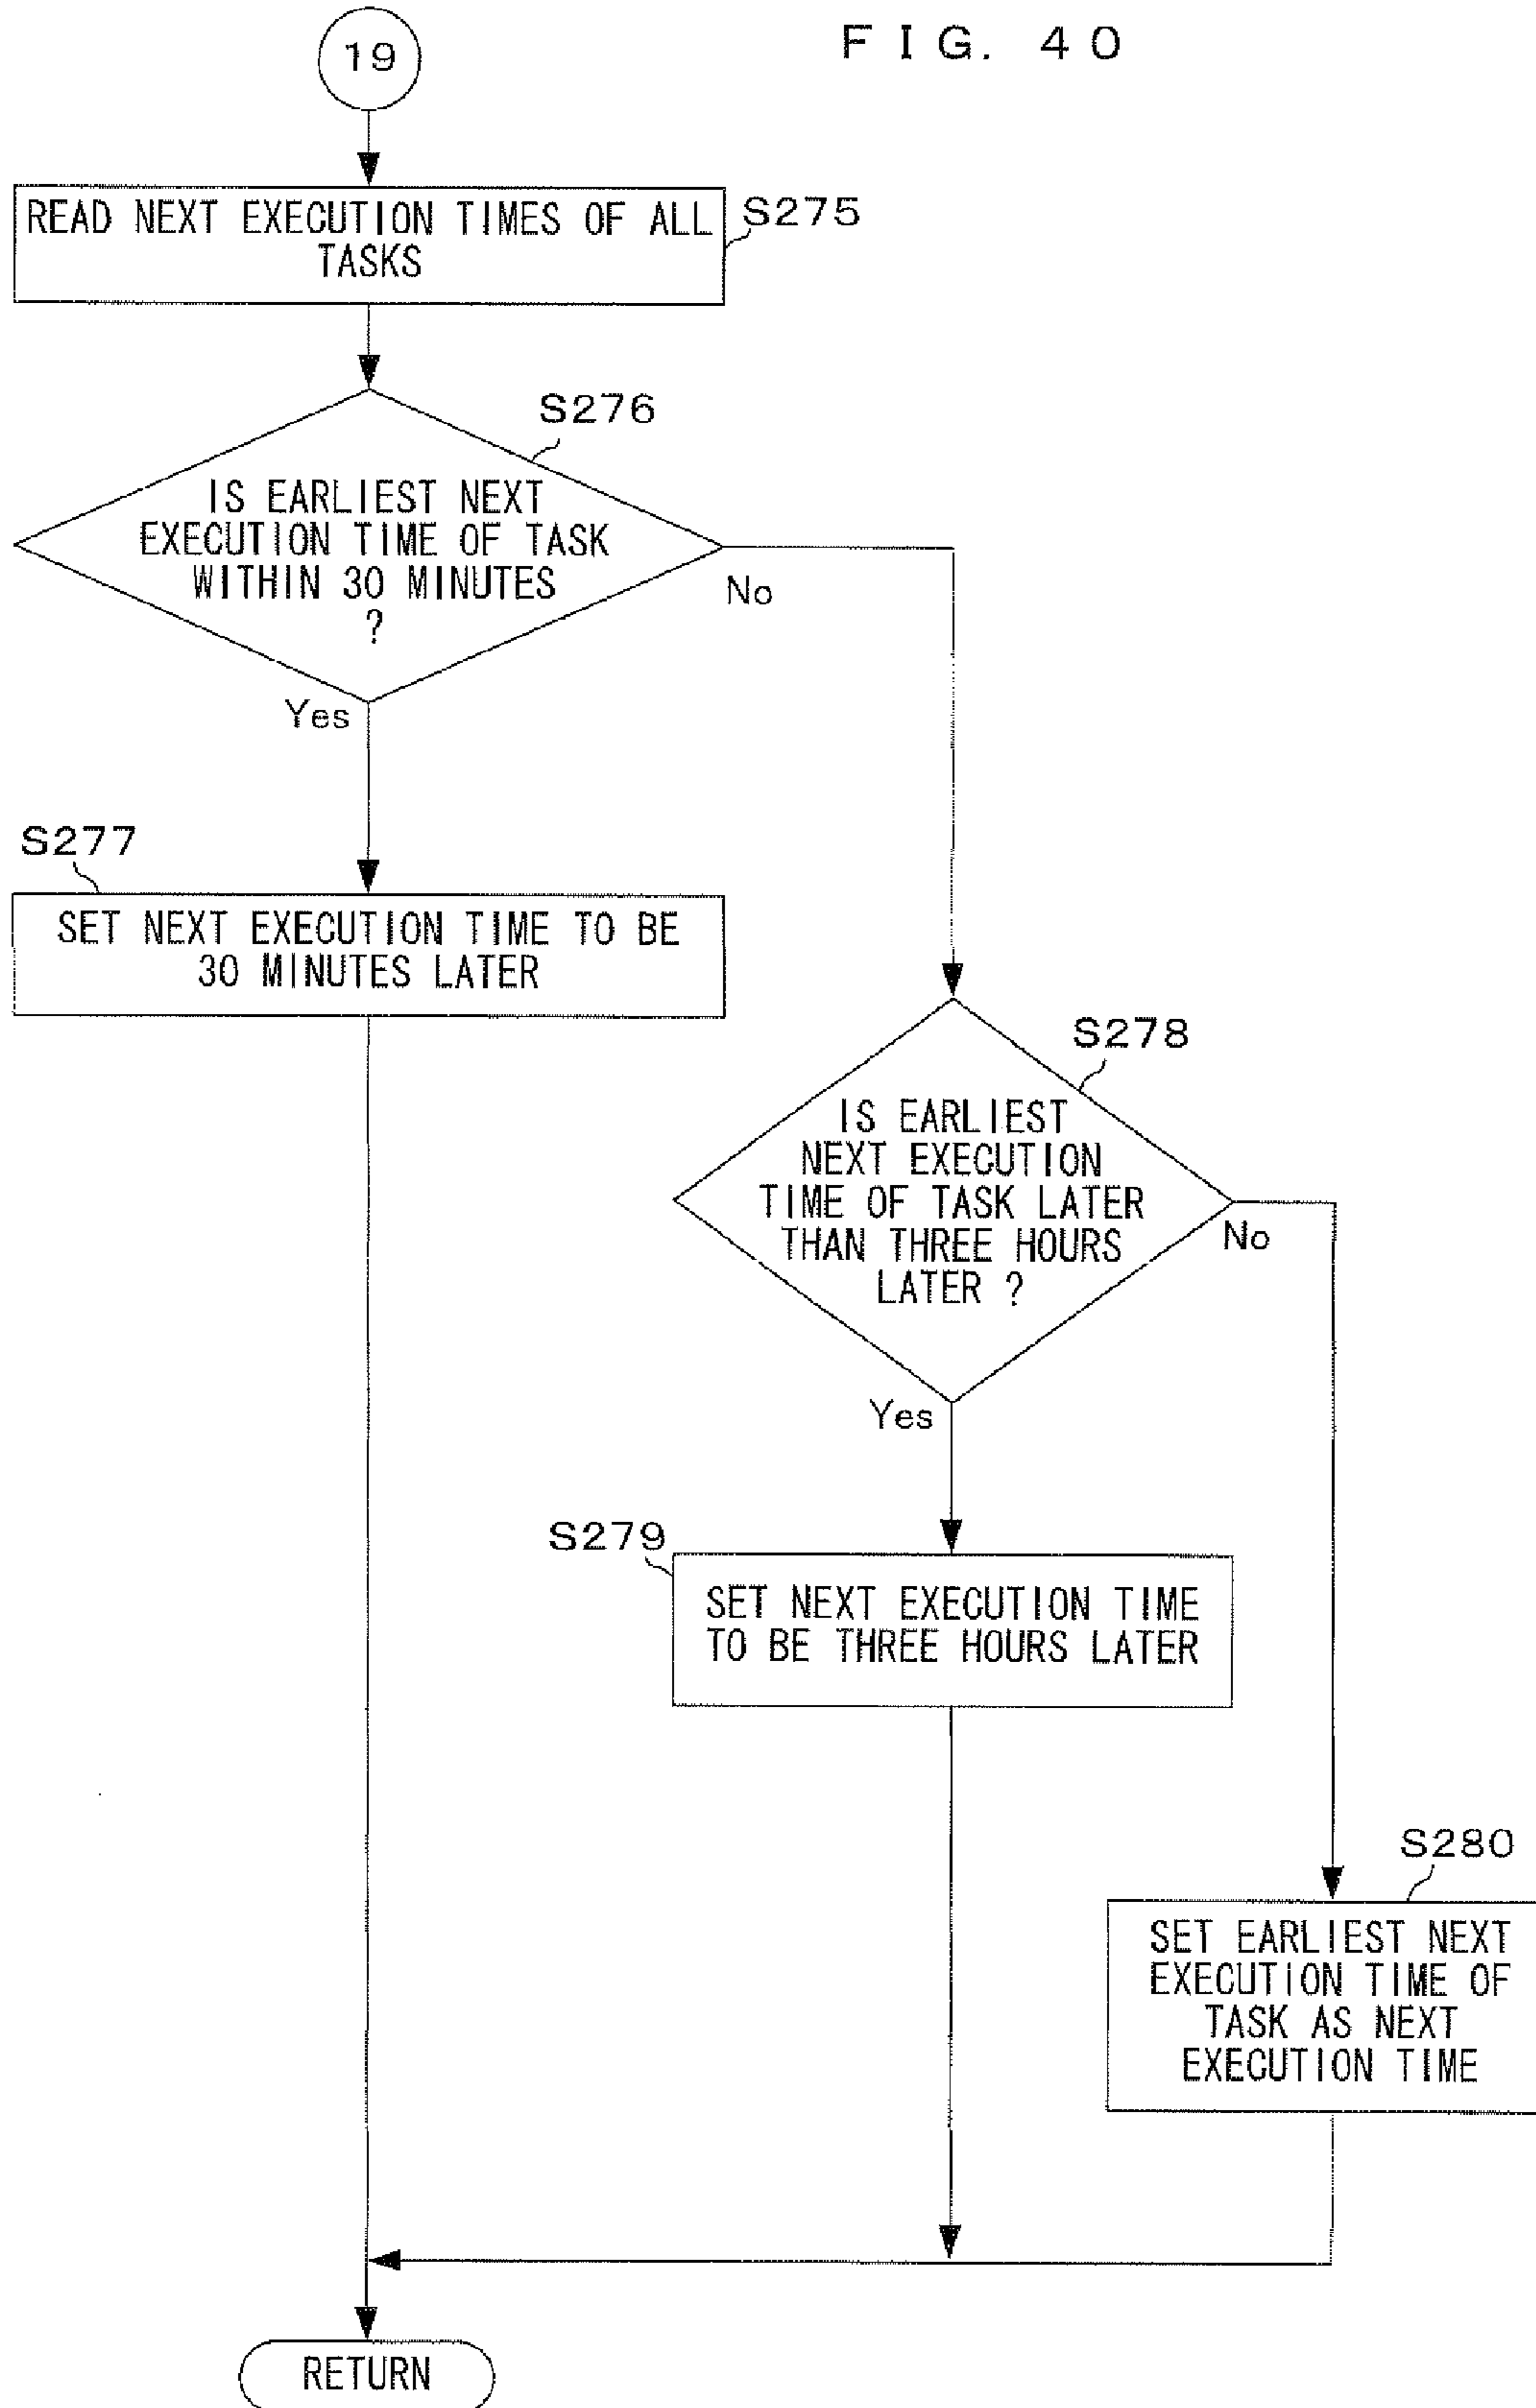 FIG. 40
19
READ NEXT EXECUTION TIMES OF ALL
TASKS
S275
S276
IS EARLIEST NEXT
EXECUTION TIME OF TASK
WITHIN 30 MINUTES
?
No
Yes
S277
SET NEXT EXECUTION TIME TO BE
30 MINUTES LATER
S278
IS EARLIEST
NEXT EXECUTION
TIME OF TASK LATER
THAN THREE HOURS
LATER ?
No
Yes
S279
SET NEXT EXECUTION TIME
TO BE THREE HOURS LATER
S280
SET EARLIEST NEXT
EXECUTION TIME OF
TASK AS NEXT
EXECUTION TIME
RETURN